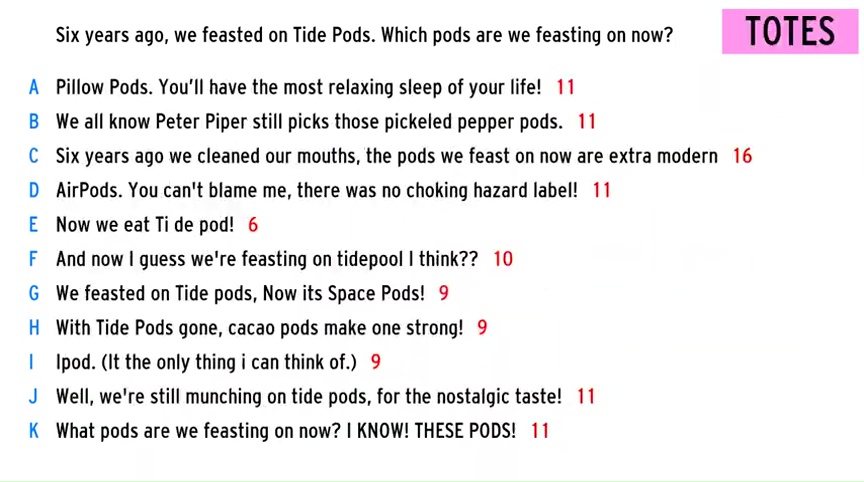 Six years ago, we feasted on Tide Pods. Which pods are we feasting on now?
TOTES
A Pillow Pods. You'll have the most relaxing sleep of your life! 11
B We all know Peter Piper still picks those pickeled pepper pods. 11
C Six years ago we cleaned our mouths, the pods we feast on now are extra modern 16
D AirPods. You can't blame me, there was no choking hazard label! 11
E Now we eat Ti de pod! 6
F And now I guess we're feasting on tidepool I think?? 10
G We feasted on Tide pods, Now its Space Pods! 9
H With Tide Pods gone, cacao pods make one strong! 9
I Ipod. (It the only thing i can think of.) 9
J Well, we're still munching on tide pods, for the nostalgic taste! 11
K What pods are we feasting on now? I KNOW! THESE PODS! 11